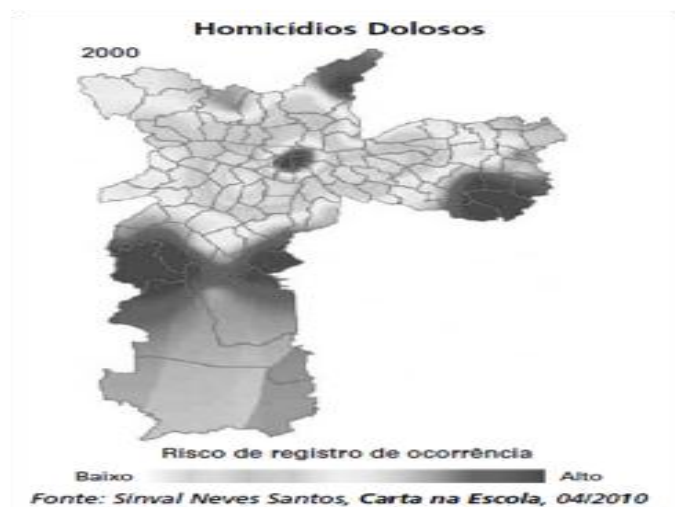 Homicídios Dolosos
2000
Risco de registro de ocorrência
Baixo Alto
Fonte: Sinval Neves Santos, Carta na Escola, 04/2010